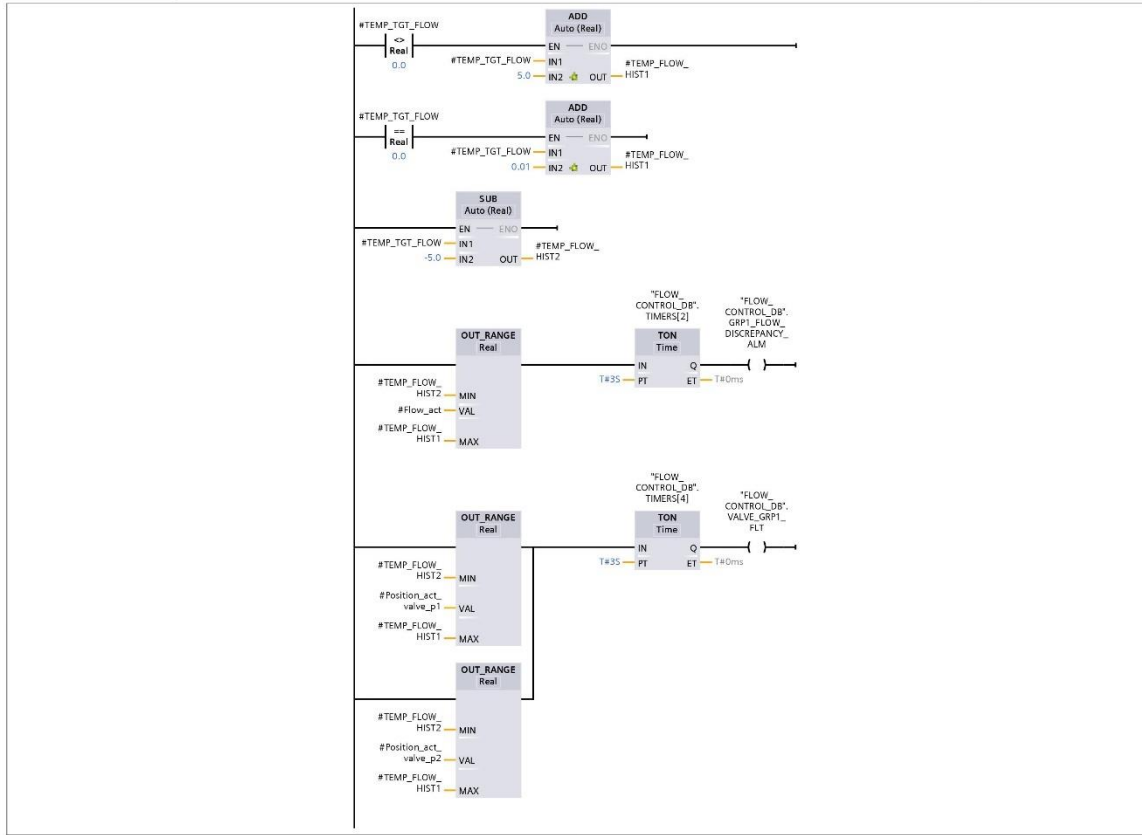 #TEMP_TGT_FLOW
<>
Real
0.0
ADD
Auto (Real)
EN
ENO
#TEMP_TGT_FLOW
IN1
5.0
IN2
OUT
#TEMP_FLOW_
HIST1
#TEMP_TGT_FLOW
==
Real
0.0
ADD
Auto (Real)
EN
ENO
#TEMP_TGT_FLOW
IN1
0.01
IN2
OUT
#TEMP_FLOW_
HIST1
SUB
Auto (Real)
EN
ENO
#TEMP_TGT_FLOW
IN1
-5.0
IN2
OUT
#TEMP_FLOW_
HIST2
OUT_RANGE
Real
#TEMP_FLOW_
HIST2
MIN
#Flow_act
VAL
#TEMP_FLOW_
HIST1
MAX
"FLOW_
CONTROL_DB".
TIMERS[2]
TON
Time
IN
Q
T#3S
PT
ET
T#0ms
"FLOW_
CONTROL_DB".
GRP1_FLOW_
DISCREPANCY_
ALM
OUT_RANGE
Real
#TEMP_FLOW_
HIST2
MIN
#Position_act_
valve_p1
VAL
#TEMP_FLOW_
HIST1
MAX
"FLOW_
CONTROL_DB".
TIMERS[4]
TON
Time
IN
Q
T#3S
PT
ET
T#0ms
"FLOW_
CONTROL_DB".
VALVE_GRP1_
FLT
OUT_RANGE
Real
#TEMP_FLOW_
HIST2
MIN
#Position_act_
valve_p2
VAL
#TEMP_FLOW_
HIST1
MAX